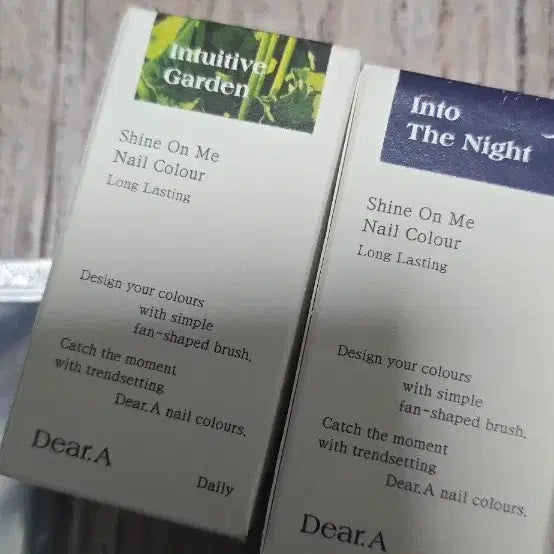 Intuitive
Garden
Shine On Me
Nail Colour
Long Lasting
Design your colours
with simple
fan-shaped brush.
Catch the moment
with trendsetting
Dear.A nail colours.
Dear.A
Daily
Into
The Night
Shine On Me
Nail Colour
Long Lasting
Design your colours
with simple
fan-shaped brush.
Catch the moment
with trendsetting
Dear.A nail colours.
Dear.A